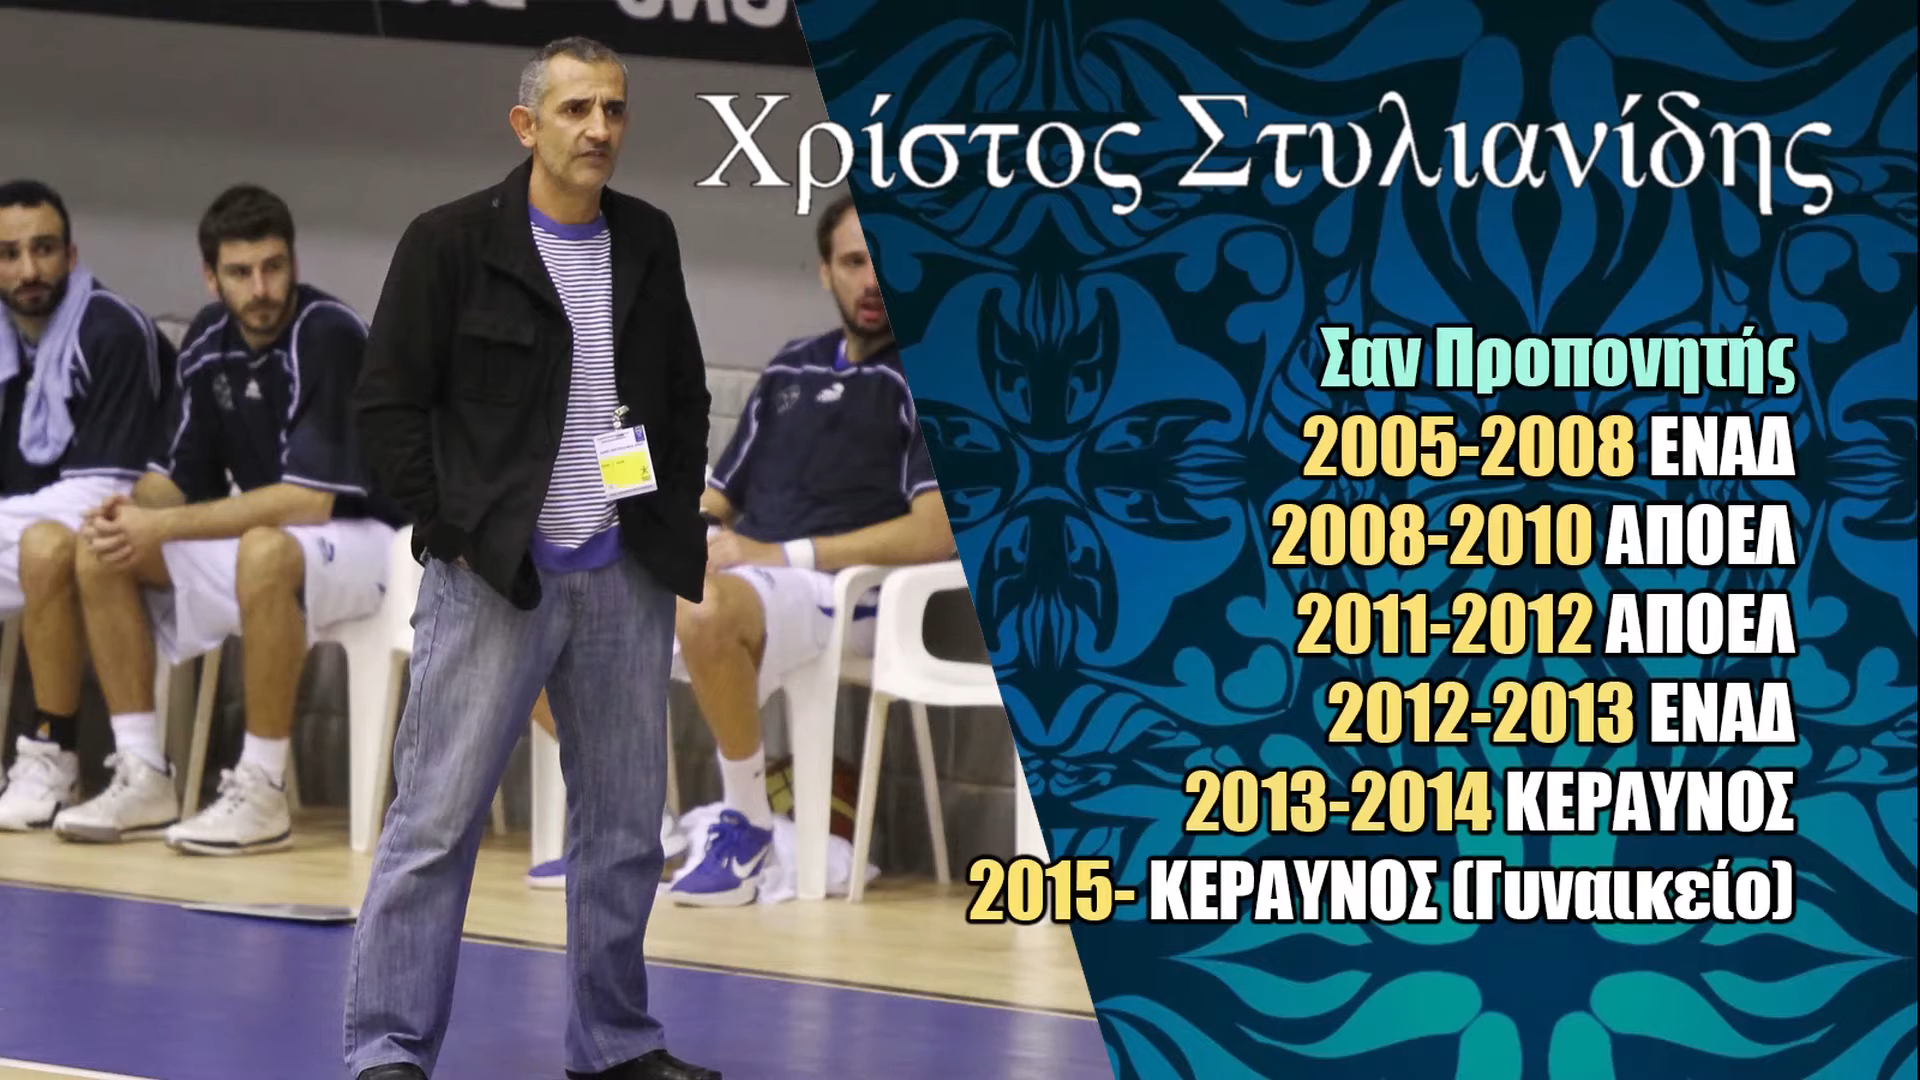 Χρίστος Στυλιανίδης
Σαν Προπονητής
2005-2008 ΕΝΑΔ
2008-2010 ΑΠΟΕΛ
2011-2012 ΑΠΟΕΛ
2012-2013 ΕΝΑΔ
2013-2014 ΚΕΡΑΥΝΟΣ
2015- ΚΕΡΑΥΝΟΣ (Γυναικείο)